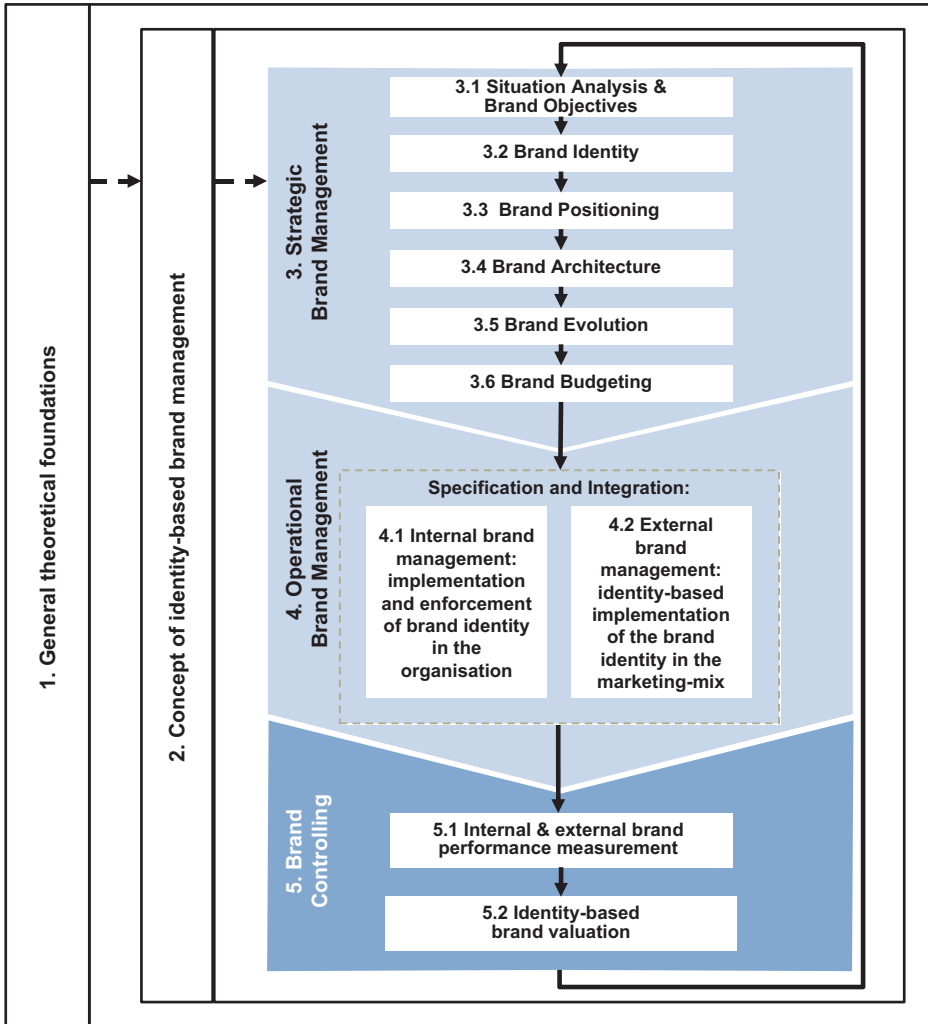 1. General theoretical foundations
2. Concept of identity-based brand management
3. Strategic
Brand Management
3.1 Situation Analysis &
Brand Objectives
3.2 Brand Identity
3.3 Brand Positioning
3.4 Brand Architecture
3.5 Brand Evolution
3.6 Brand Budgeting
4. Operational
Brand Management
Specification and Integration:
4.1 Internal brand
management:
implementation
and enforcement
of brand identity
in the
organisation
4.2 External
brand
management:
identity-based
implementation
of the brand
identity in the
marketing-mix
5. Brand
Controlling
5.1 Internal & external brand
performance measurement
5.2 Identity-based
brand valuation